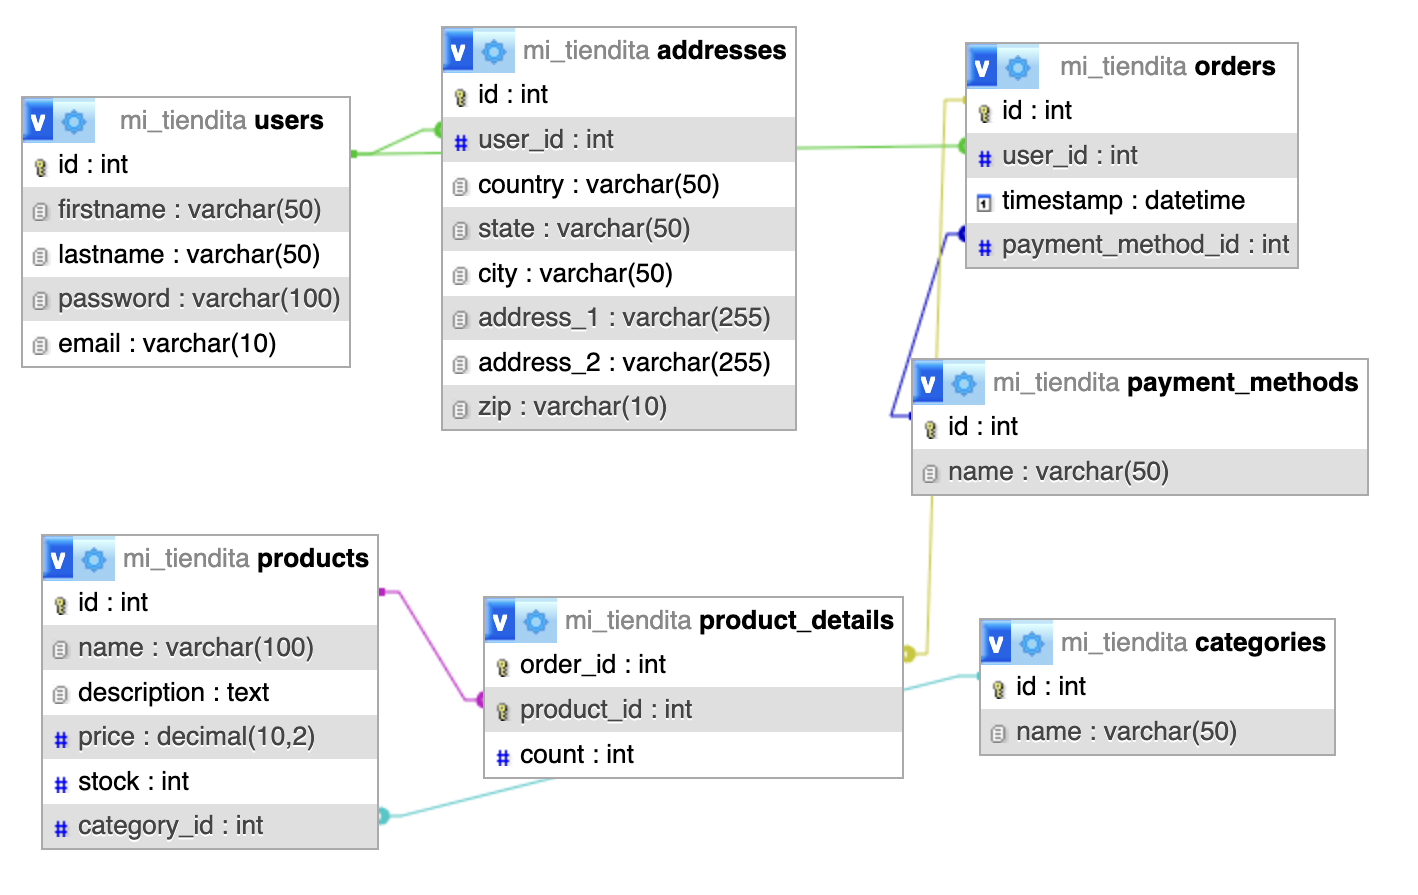 v mi_tiendita users
id : int
firstname : varchar(50)
lastname : varchar(50)
password : varchar(100)
email : varchar(10)
v mi_tiendita addresses
id : int
# user_id : int
country : varchar(50)
state : varchar(50)
city : varchar(50)
address_1 : varchar(255)
address_2 : varchar(255)
zip : varchar(10)
v mi_tiendita orders
id : int
# user_id : int
1 timestamp : datetime
# payment_method_id : int
v mi_tiendita payment_methods
id : int
name : varchar(50)
v mi_tiendita products
id : int
name : varchar(100)
description : text
# price : decimal(10,2)
# stock : int
# category_id : int
v mi_tiendita product_details
order_id : int
product_id : int
# count : int
v mi_tiendita categories
id : int
name : varchar(50)